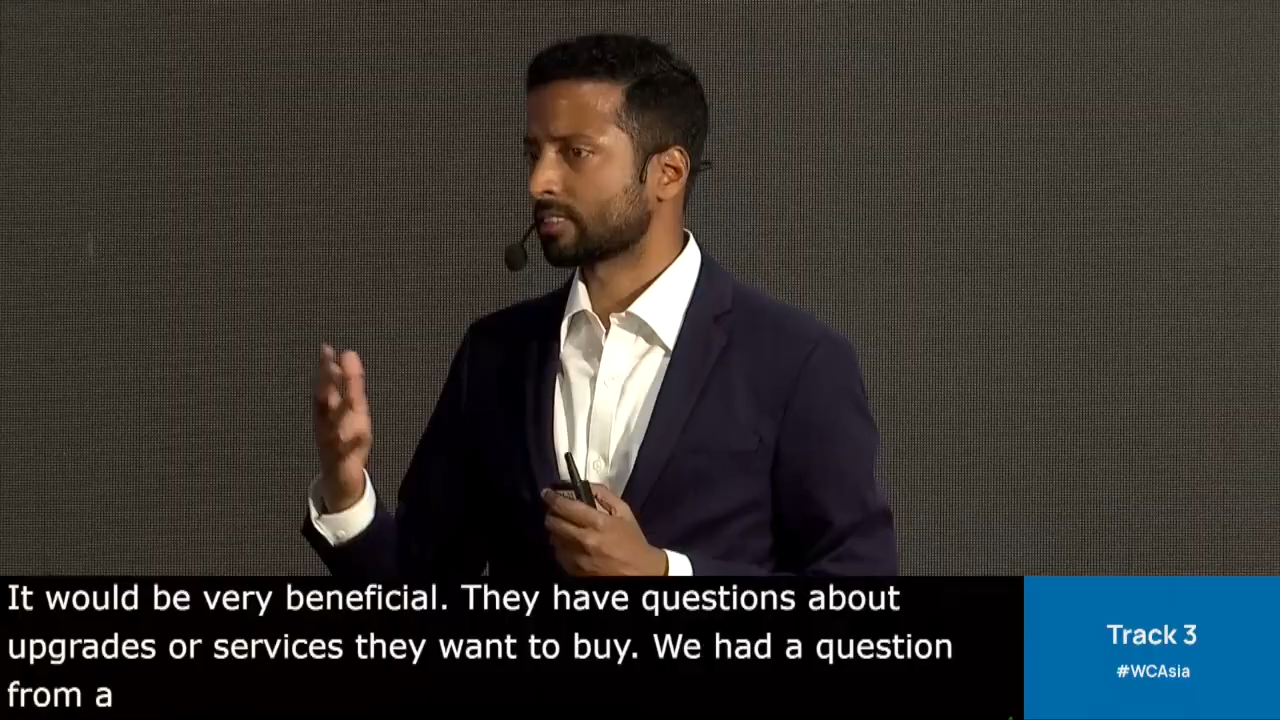 It would be very beneficial. They have questions about
upgrades or services they want to buy. We had a question
from a
Track 3
#WCAsia